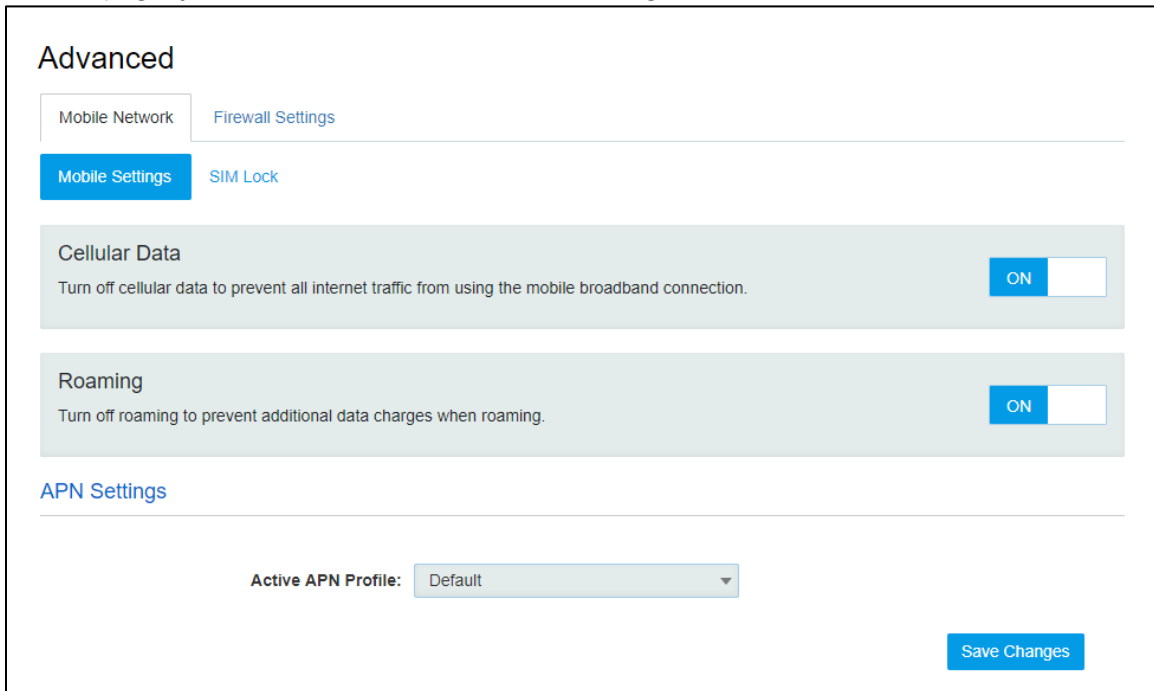 Advanced
Mobile Network Firewall Settings
Mobile Settings SIM Lock
Cellular Data
Turn off cellular data to prevent all internet traffic from using the mobile broadband connection.
ON
Roaming
Turn off roaming to prevent additional data charges when roaming.
ON
APN Settings
Active APN Profile: Default
Save Changes